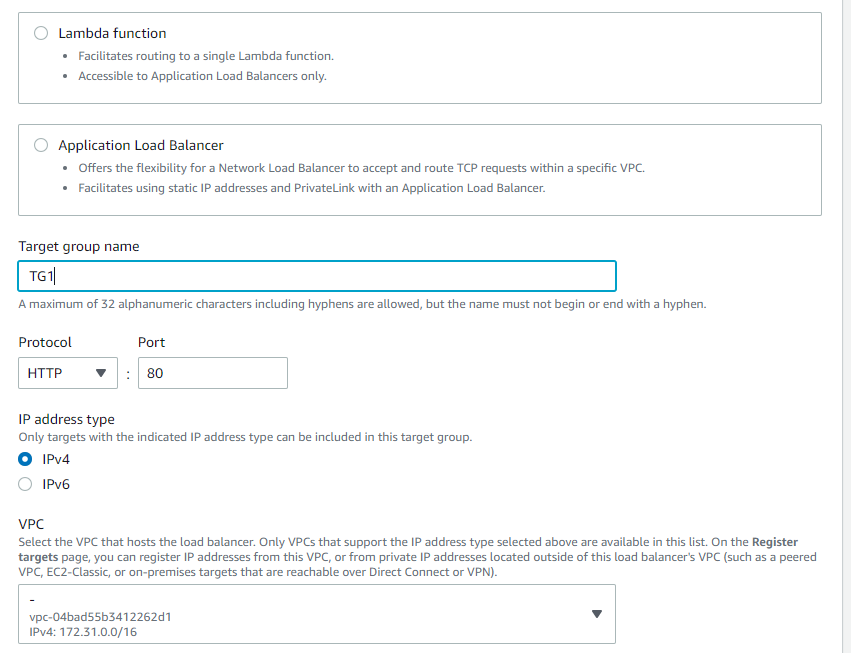 Lambda function
• Facilitates routing to a single Lambda function.
• Accessible to Application Load Balancers only.
Application Load Balancer
• Offers the flexibility for a Network Load Balancer to accept and route TCP requests within a specific VPC.
• Facilitates using static IP addresses and PrivateLink with an Application Load Balancer.
Target group name
TG1
A maximum of 32 alphanumeric characters including hyphens are allowed, but the name must not begin or end with a hyphen.
Protocol Port
HTTP : 80
IP address type
Only targets with the indicated IP address type can be included in this target group.
IPv4
IPv6
VPC
Select the VPC that hosts the load balancer. Only VPCs that support the IP address type selected above are available in this list. On the Register
targets page, you can register IP addresses from this VPC, or from private IP addresses located outside of this load balancer's VPC (such as a peered
VPC, EC2-Classic, or on-premises targets that are reachable over Direct Connect or VPN).
-
vpc-04bad55b3412262d1
IPv4: 172.31.0.0/16